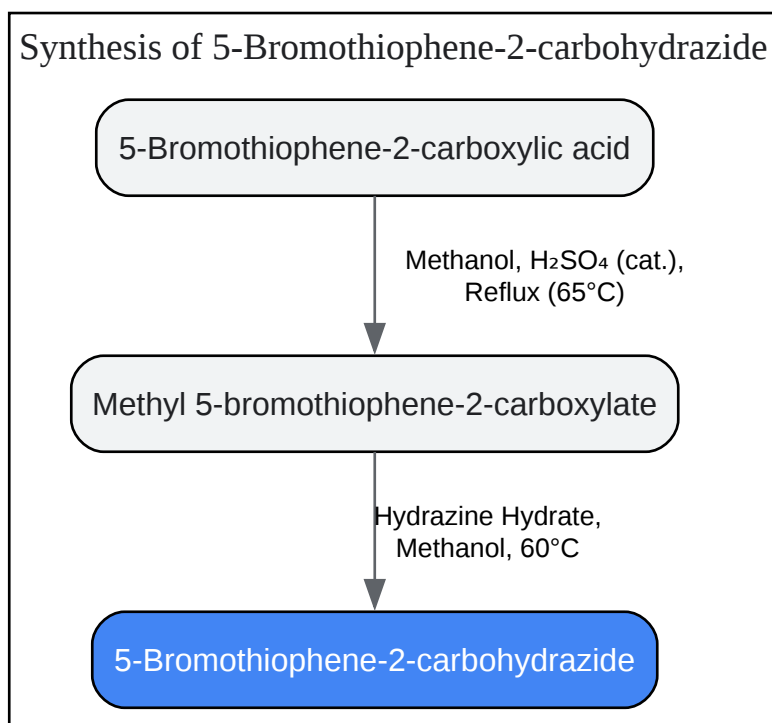 Synthesis of 5-Bromothiophene-2-carbohydrazide
5-Bromothiophene-2-carboxylic acid
Methanol, H₂SO₄ (cat.),
Reflux (65°C)
Methyl 5-bromothiophene-2-carboxylate
Hydrazine Hydrate,
Methanol, 60°C
5-Bromothiophene-2-carbohydrazide